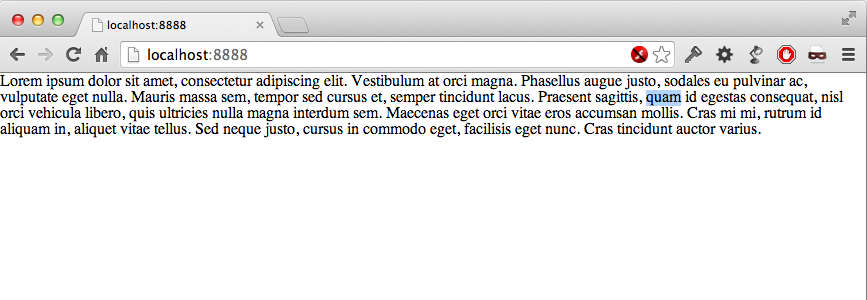 localhost:8888
localhost:8888
Lorem ipsum dolor sit amet, consectetur adipiscing elit. Vestibulum at orci magna. Phasellus augue justo, sodales eu pulvinar ac,
vulputate eget nulla. Mauris massa sem, tempor sed cursus et, semper tincidunt lacus. Praesent sagittis, quam id egestas consequat, nisl
orci vehicula libero, quis ultricies nulla magna interdum sem. Maecenas eget orci vitae eros accumsan mollis. Cras mi mi, rutrum id
aliquam in, aliquet vitae tellus. Sed neque justo, cursus in commodo eget, facilisis eget nunc. Cras tincidunt auctor varius.